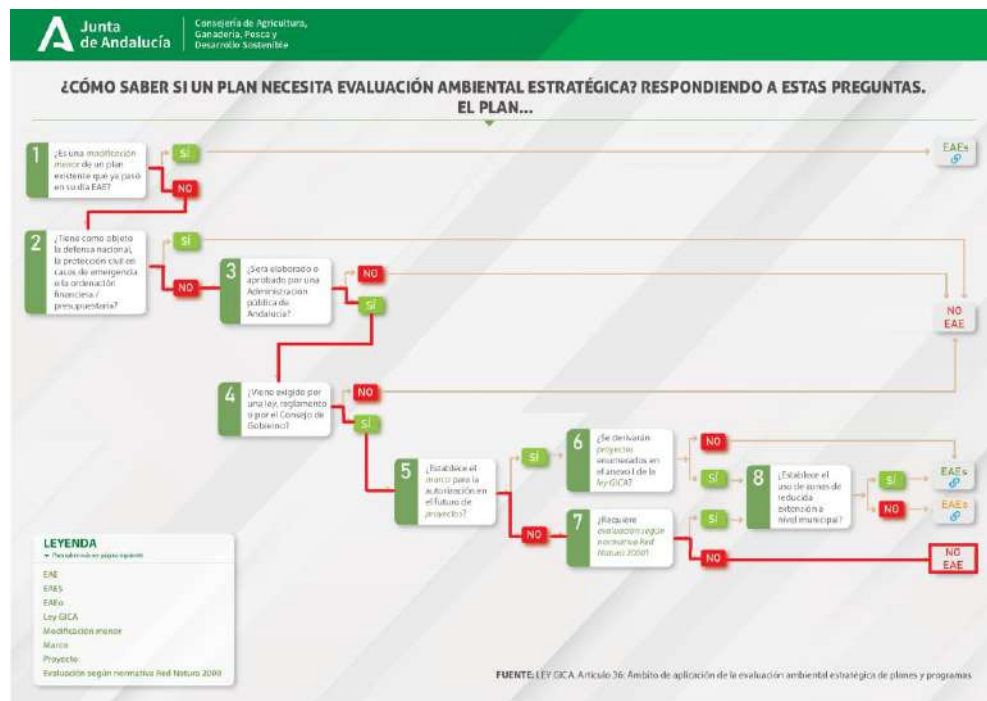 Junta
de Andalucía
Consejería de Agricultura,
Ganadería, Pesca y
Desarrollo Sostenible
¿CÓMO SABER SI UN PLAN NECESITA EVALUACIÓN AMBIENTAL ESTRATÉGICA? RESPONDIENDO A ESTAS PREGUNTAS.
EL PLAN...
1
¿Es una modificación
menor de un plan
existente que ya pasó
en su día EAE?
SÍ
NO
EAEs
2
¿Tiene como objeto
la defensa nacional,
la protección civil en
casos de emergencia
o la ordenación
financiera /
presupuestaria?
SÍ
NO
3
¿Será elaborado o
aprobado por una
Administración
pública de
Andalucía?
NO
SÍ
NO
EAE
4
¿Viene exigido por
una ley, reglamento
o por el Consejo de
Gobierno?
NO
SÍ
5
¿Establece el
marco para la
autorización en
el futuro de
proyectos?
SÍ
NO
6
¿Se derivarán
proyectos
enumerados en
el anexo I de la
ley GICA?
NO
SÍ
7
¿Requiere
evaluación según
normativa Red
Natura 2000?
SÍ
NO
8
¿Establece el
uso de zonas de
reducida
extensión a
nivel municipal?
SÍ
NO
EAEs
EAEo
NO
EAE
LEYENDA
Para saber más en página siguiente
EAE
EAES
EAEo
Ley GICA
Modificación menor
Marco
Proyecto
Evaluación según normativa Red Natura 2000
FUENTE: LEY GICA. Artículo 36: Ámbito de aplicación de la evaluación ambiental estratégica de planes y programas